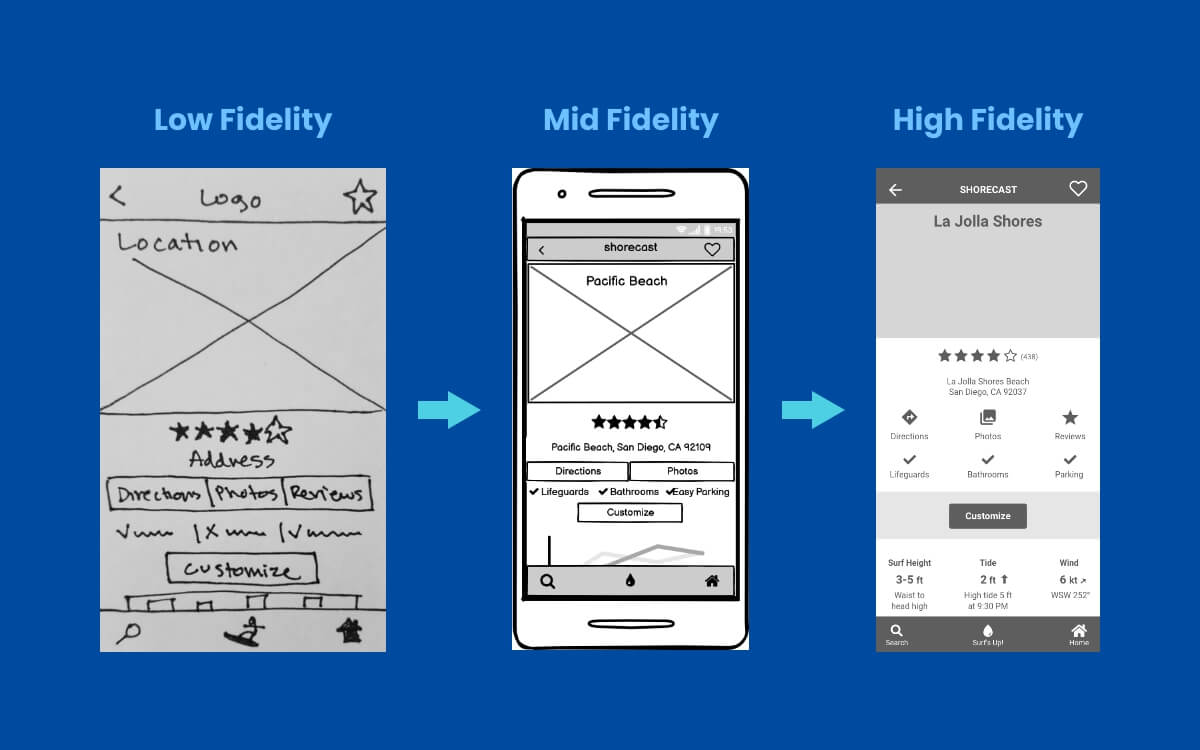 Low Fidelity
Logo
Location
Address
Directions Photos Reviews
Customize
Mid Fidelity
19:53
shorecast
Pacific Beach
Pacific Beach, San Diego, CA 92109
Directions Photos
Lifeguards Bathrooms Easy Parking
Customize
High Fidelity
SHORECAST
La Jolla Shores
(438)
La Jolla Shores Beach
San Diego, CA 92037
Directions Photos Reviews
Lifeguards Bathrooms Parking
Customize
Surf Height Tide Wind
3-5 ft 2 ft 6 kt
Waist to High tide 5 ft WSW 252°
head high at 9:30 PM
Search Surf's Up! Home